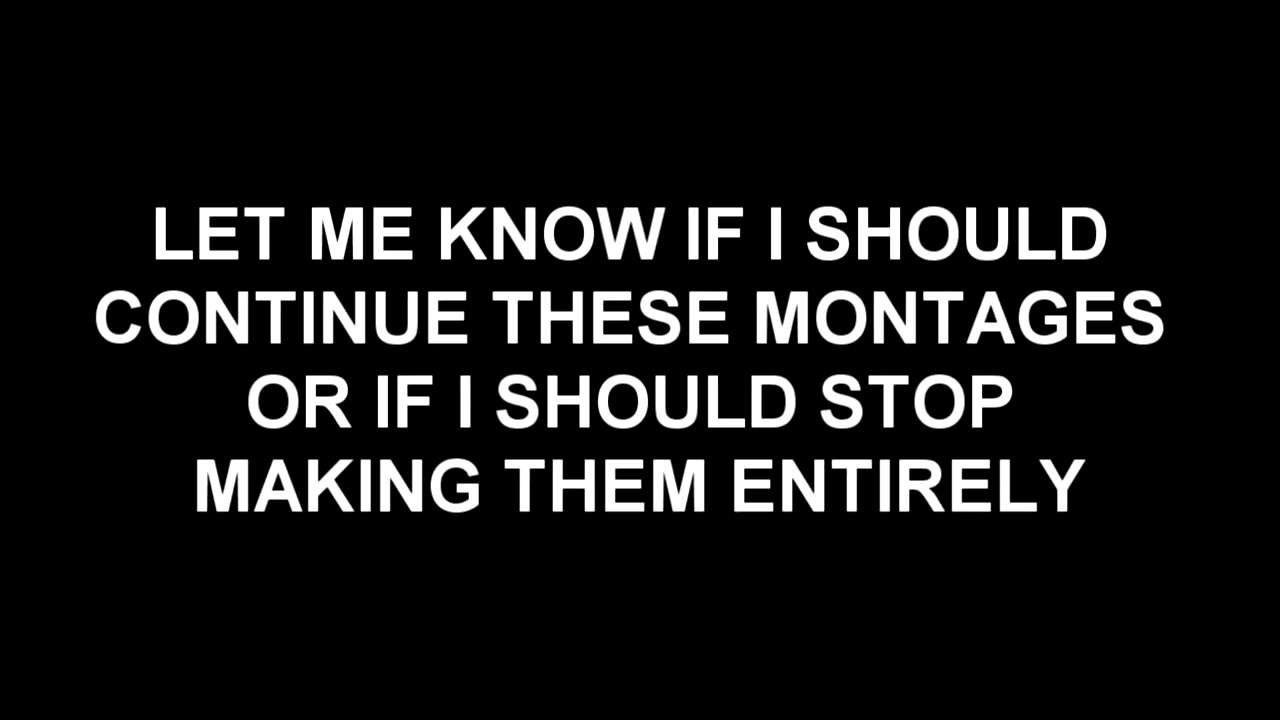 LET ME KNOW IF I SHOULD
CONTINUE THESE MONTAGES
OR IF I SHOULD STOP
MAKING THEM ENTIRELY